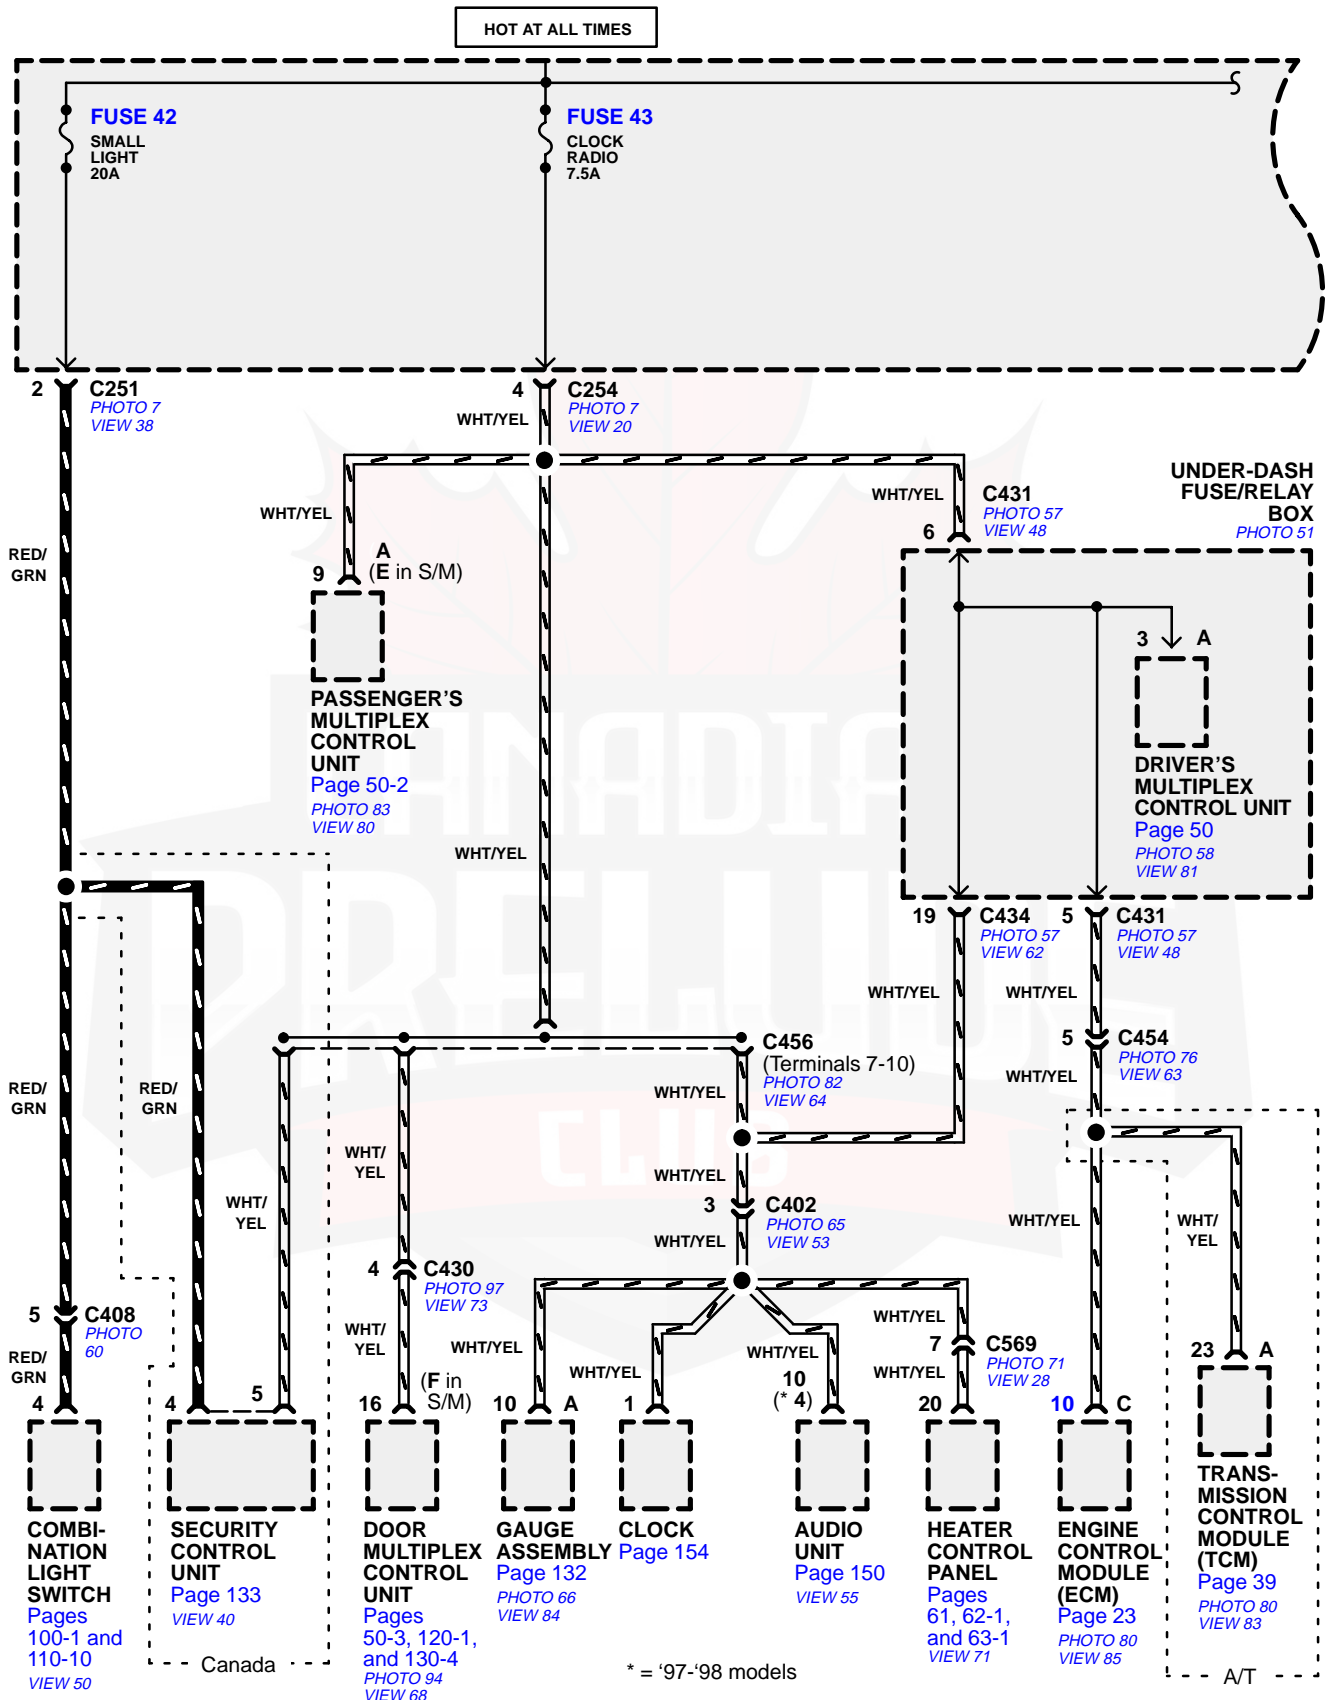 HOT AT ALL TIMES
FUSE 42
SMALL
LIGHT
20A
FUSE 43
CLOCK
RADIO
7.5A
2
C251
PHOTO 7
VIEW 38
4
C254
PHOTO 7
VIEW 20
WHT/YEL
WHT/YEL
A
(E in S/M)
9
PASSENGER'S
MULTIPLEX
CONTROL
UNIT
Page 50-2
PHOTO 83
VIEW 80
WHT/YEL
C431
PHOTO 57
VIEW 48
6
UNDER-DASH
FUSE/RELAY
BOX
PHOTO 51
RED/
GRN
3
A
DRIVER'S
MULTIPLEX
CONTROL UNIT
Page 50
PHOTO 58
VIEW 81
WHT/YEL
CANADIA
PRELUDE
CLUB
19
C434
PHOTO 57
VIEW 62
5
C431
PHOTO 57
VIEW 48
WHT/YEL
WHT/YEL
5
C454
PHOTO 76
VIEW 63
WHT/YEL
C456
(Terminals 7-10)
PHOTO 82
VIEW 64
WHT/YEL
RED/
GRN
RED/
GRN
WHT/
YEL
WHT/
YEL
WHT/YEL
3
C402
PHOTO 65
VIEW 53
WHT/YEL
WHT/YEL
WHT/
YEL
4
C430
PHOTO 97
VIEW 73
5
C408
PHOTO
60
RED/
GRN
WHT/
YEL
WHT/YEL
WHT/YEL
WHT/YEL
WHT/YEL
7
C569
PHOTO 71
VIEW 28
WHT/YEL
4
4
5
16
(F in
S/M)
10
A
1
10
(* 4)
20
10
C
23
A
COMBI-
NATION
LIGHT
SWITCH
Pages
100-1 and
110-10
VIEW 50
SECURITY
CONTROL
UNIT
Page 133
VIEW 40
Canada
DOOR
MULTIPLEX
CONTROL
UNIT
Pages
50-3, 120-1,
and 130-4
PHOTO 94
VIEW 68
GAUGE
ASSEMBLY
Page 132
PHOTO 66
VIEW 84
CLOCK
Page 154
AUDIO
UNIT
Page 150
VIEW 55
HEATER
CONTROL
PANEL
Pages
61, 62-1,
and 63-1
VIEW 71
ENGINE
CONTROL
MODULE
(ECM)
Page 23
PHOTO 80
VIEW 85
TRANS-
MISSION
CONTROL
MODULE
(TCM)
Page 39
PHOTO 80
VIEW 83
A/T
* = '97-'98 models